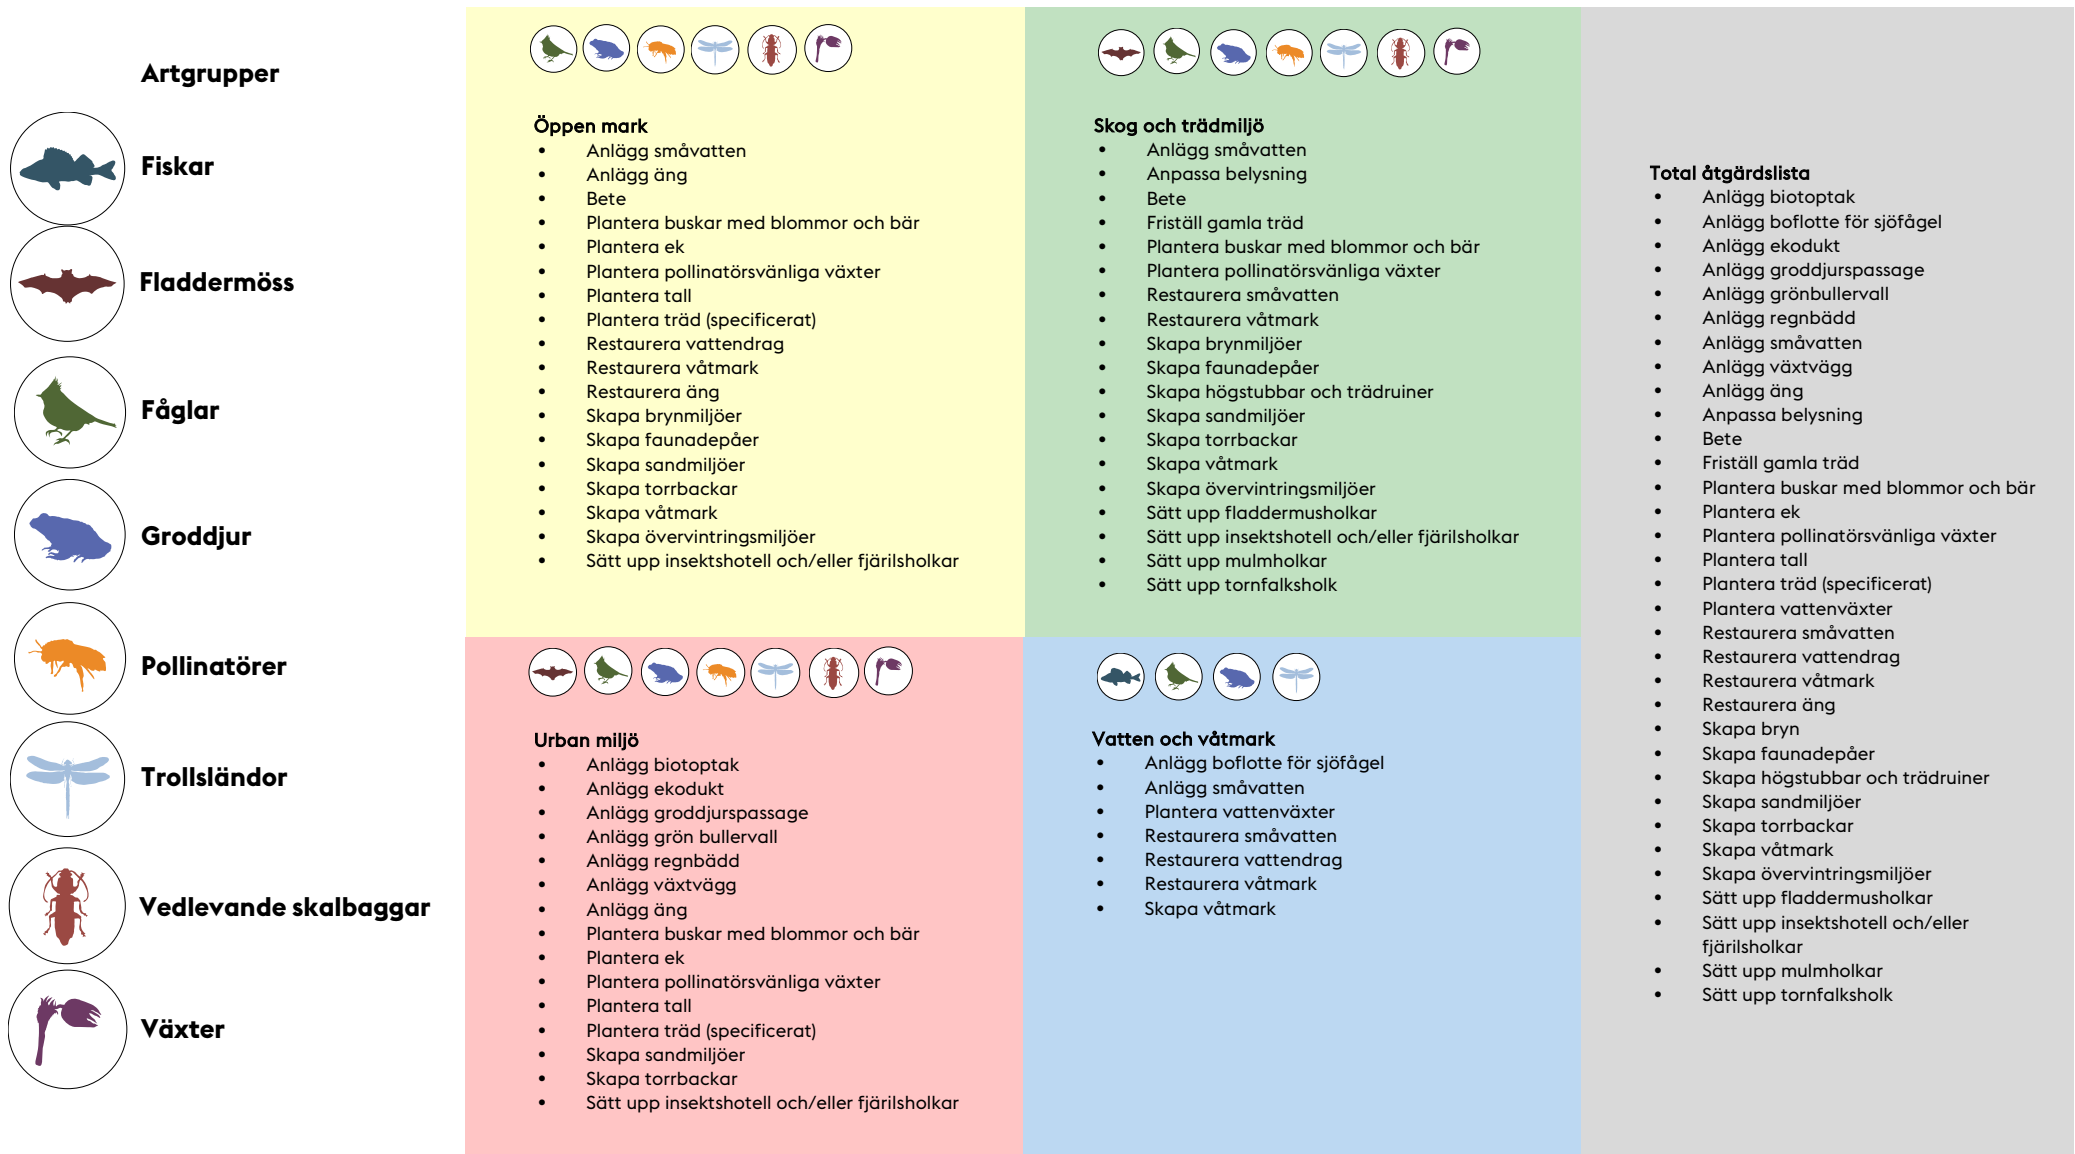 Artgrupper
Fiskar
Fladdermöss
Fåglar
Groddjur
Pollinatörer
Trollsländor
Vedlevande skalbaggar
Växter
Öppen mark
• Anlägg småvatten
• Anlägg äng
• Bete
• Plantera buskar med blommor och bär
• Plantera ek
• Plantera pollinatörsvänliga växter
• Plantera tall
• Plantera träd (specificerat)
• Restaurera vattendrag
• Restaurera våtmark
• Restaurera äng
• Skapa brynmiljöer
• Skapa faunadepåer
• Skapa sandmiljöer
• Skapa torrbackar
• Skapa våtmark
• Skapa övervintringsmiljöer
• Sätt upp insektshotell och/eller fjärilsholkar
Skog och trädmiljö
• Anlägg småvatten
• Anpassa belysning
• Bete
• Friställ gamla träd
• Plantera buskar med blommor och bär
• Plantera pollinatörsvänliga växter
• Restaurera småvatten
• Restaurera våtmark
• Skapa brynmiljöer
• Skapa faunadepåer
• Skapa högstubbar och trädruiner
• Skapa sandmiljöer
• Skapa torrbackar
• Skapa våtmark
• Skapa övervintringsmiljöer
• Sätt upp fladdermusholkar
• Sätt upp insektshotell och/eller fjärilsholkar
• Sätt upp mulmholkar
• Sätt upp tornfalksholk
Urban miljö
• Anlägg biotoptak
• Anlägg ekodukt
• Anlägg groddjurspassage
• Anlägg grön bullervall
• Anlägg regnbädd
• Anlägg växtvägg
• Anlägg äng
• Plantera buskar med blommor och bär
• Plantera ek
• Plantera pollinatörsvänliga växter
• Plantera tall
• Plantera träd (specificerat)
• Skapa sandmiljöer
• Skapa torrbackar
• Sätt upp insektshotell och/eller fjärilsholkar
Vatten och våtmark
• Anlägg boflotte för sjöfågel
• Anlägg småvatten
• Plantera vattenväxter
• Restaurera småvatten
• Restaurera vattendrag
• Restaurera våtmark
• Skapa våtmark
Total åtgärdslista
• Anlägg biotoptak
• Anlägg boflotte för sjöfågel
• Anlägg ekodukt
• Anlägg groddjurspassage
• Anlägg grönbullervall
• Anlägg regnbädd
• Anlägg småvatten
• Anlägg växtvägg
• Anlägg äng
• Anpassa belysning
• Bete
• Friställ gamla träd
• Plantera buskar med blommor och bär
• Plantera ek
• Plantera pollinatörsvänliga växter
• Plantera tall
• Plantera träd (specificerat)
• Plantera vattenväxter
• Restaurera småvatten
• Restaurera vattendrag
• Restaurera våtmark
• Restaurera äng
• Skapa bryn
• Skapa faunadepåer
• Skapa högstubbar och trädruiner
• Skapa sandmiljöer
• Skapa torrbackar
• Skapa våtmark
• Skapa övervintringsmiljöer
• Sätt upp fladdermusholkar
• Sätt upp insektshotell och/eller
fjärilsholkar
• Sätt upp mulmholkar
• Sätt upp tornfalksholk